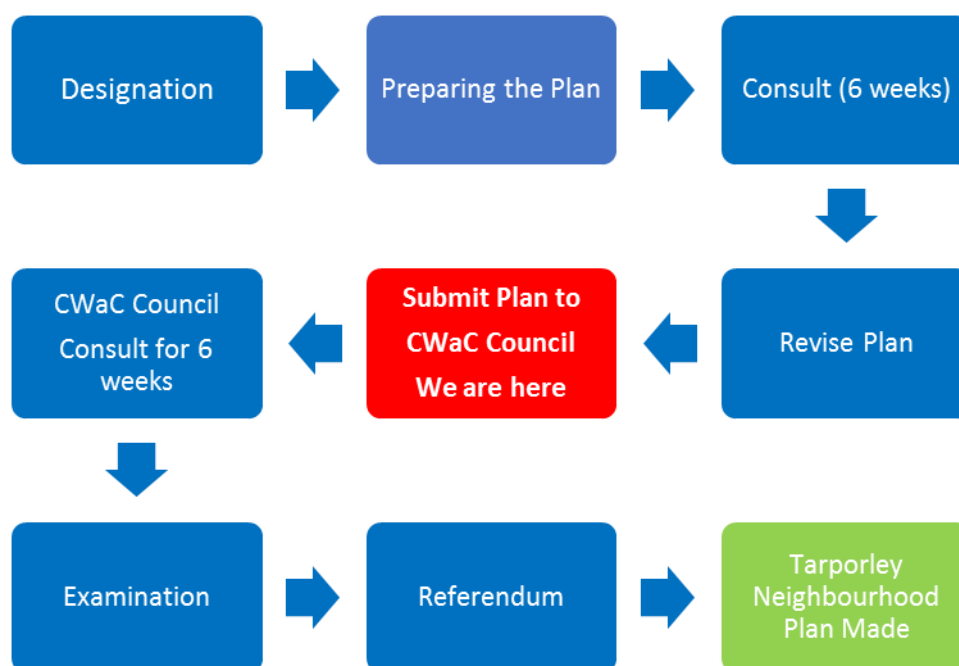 Designation
Preparing the Plan
Consult (6 weeks)
Revise Plan
Submit Plan to
CWaC Council
We are here
CWaC Council
Consult for 6
weeks
Examination
Referendum
Tarporley
Neighbourhood
Plan Made